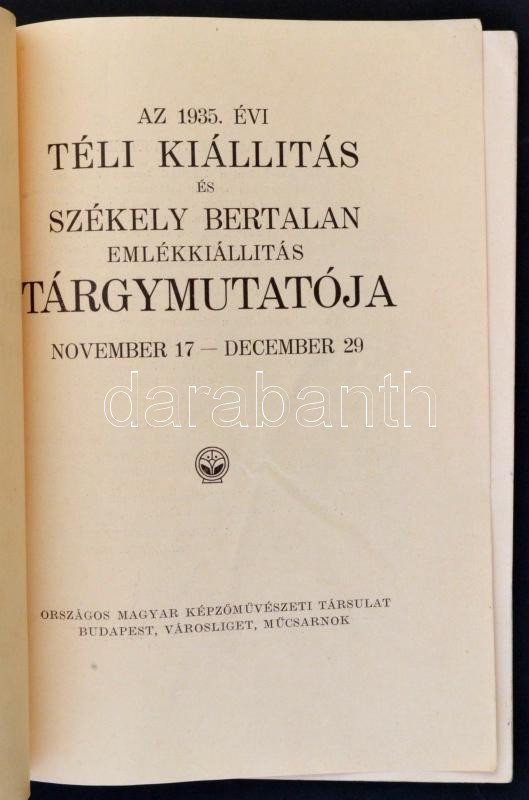 AZ 1935. ÉVI
TÉLI KIÁLLITÁS
ÉS
SZÉKELY BERTALAN
EMLÉKKIÁLLITÁS
TÁRGYMUTATÓJA
NOVEMBER 17 — DECEMBER 29
darabanth
ORSZÁGOS MAGYAR KÉPZŐMŰVÉSZETI TÁRSULAT
BUDAPEST, VÁROSLIGET, MŰCSARNOK